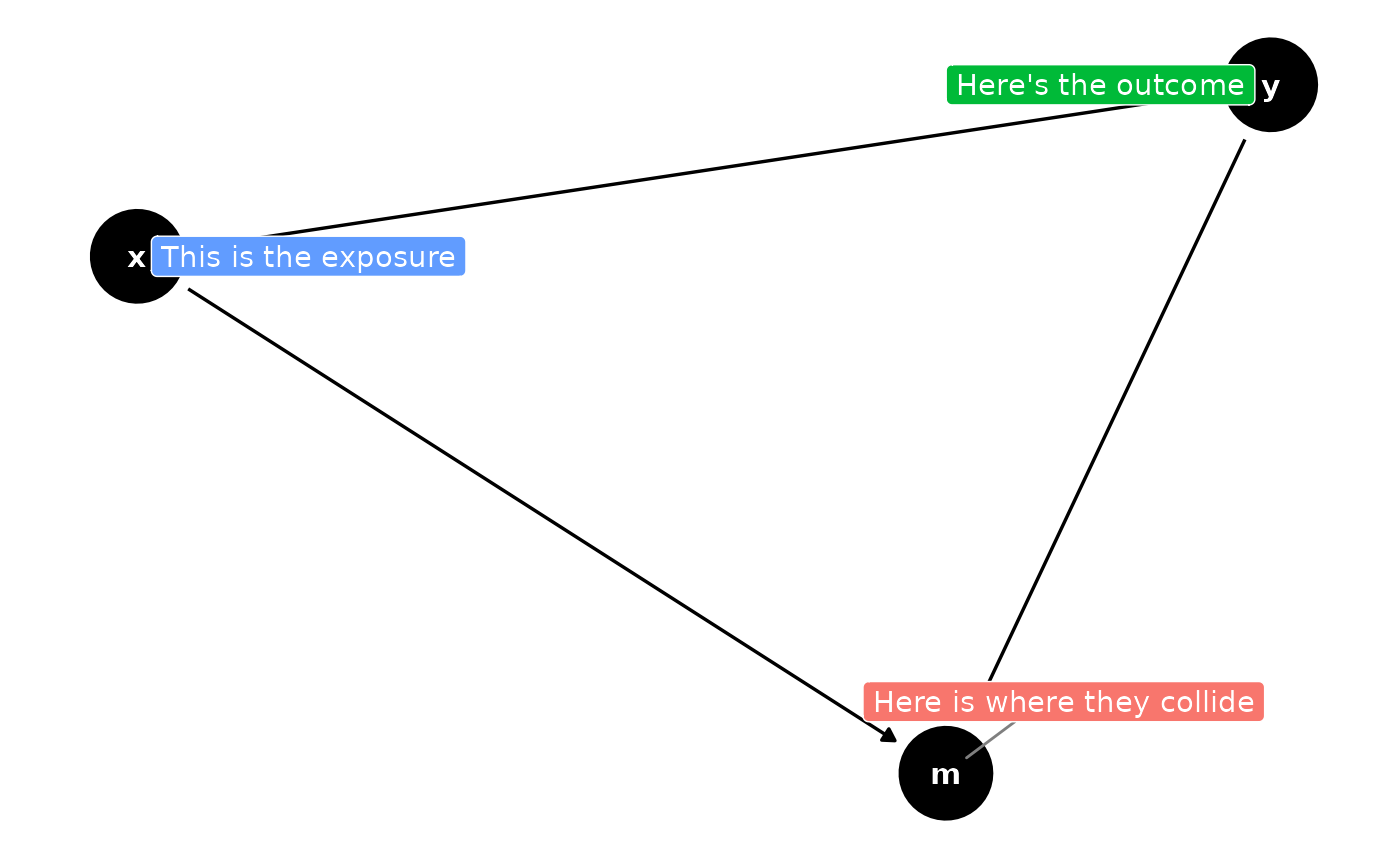 Here's the outcome
y
x
This is the exposure
Here is where they collide
m